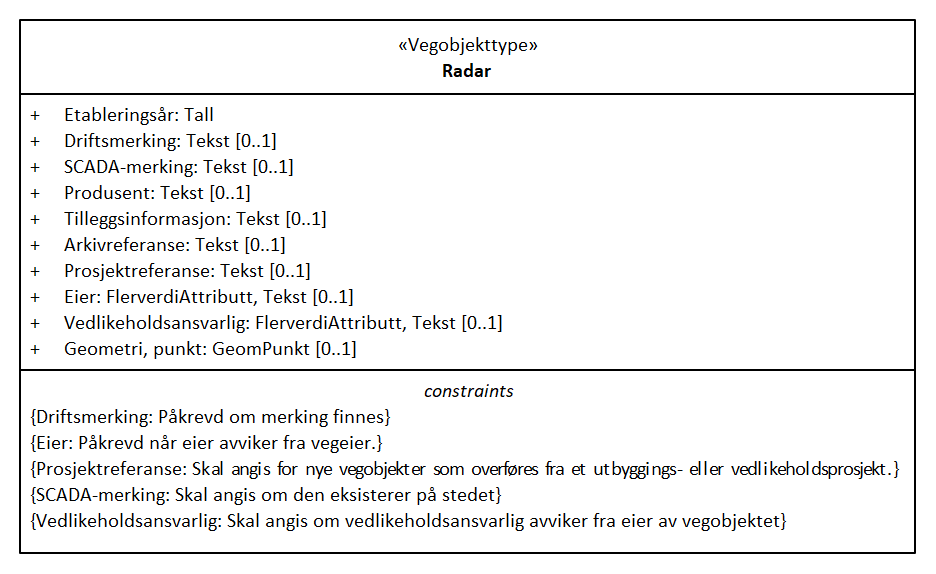 «Vegobjekttype»
Radar
+ Etableringsår: Tall
+ Driftsmerking: Tekst [0..1]
+ SCADA-merking: Tekst [0..1]
+ Produsent: Tekst [0..1]
+ Tilleggsinformasjon: Tekst [0..1]
+ Arkivreferanse: Tekst [0..1]
+ Prosjektreferanse: Tekst [0..1]
+ Eier: FlerverdiAttributt, Tekst [0..1]
+ Vedlikeholdsansvarlig: FlerverdiAttributt, Tekst [0..1]
+ Geometri, punkt: GeomPunkt [0..1]
constraints
{Driftsmerking: Påkrevd om merking finnes}
{Eier: Påkrevd når eier avviker fra vegeier.}
{Prosjektreferanse: Skal angis for nye vegobjekter som overføres fra et utbyggings- eller vedlikeholdsprosjekt.}
{SCADA-merking: Skal angis om den eksisterer på stedet}
{Vedlikeholdsansvarlig: Skal angis om vedlikeholdsansvarlig avviker fra eier av vegobjektet}